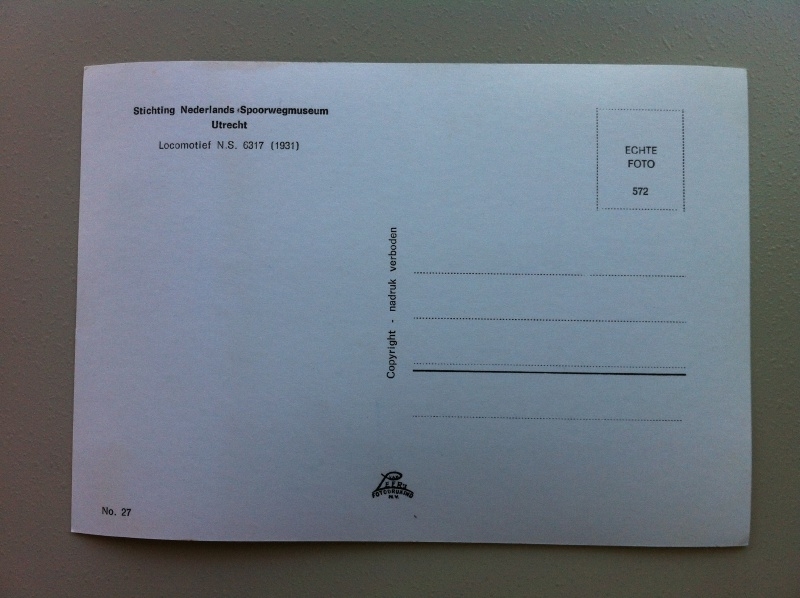 Stichting Nederlands Spoorwegmuseum
Utrecht
Locomotief N.S. 6317 (1931)
ECHTE
FOTO
572
Copyright - nadruk verboden
No. 27